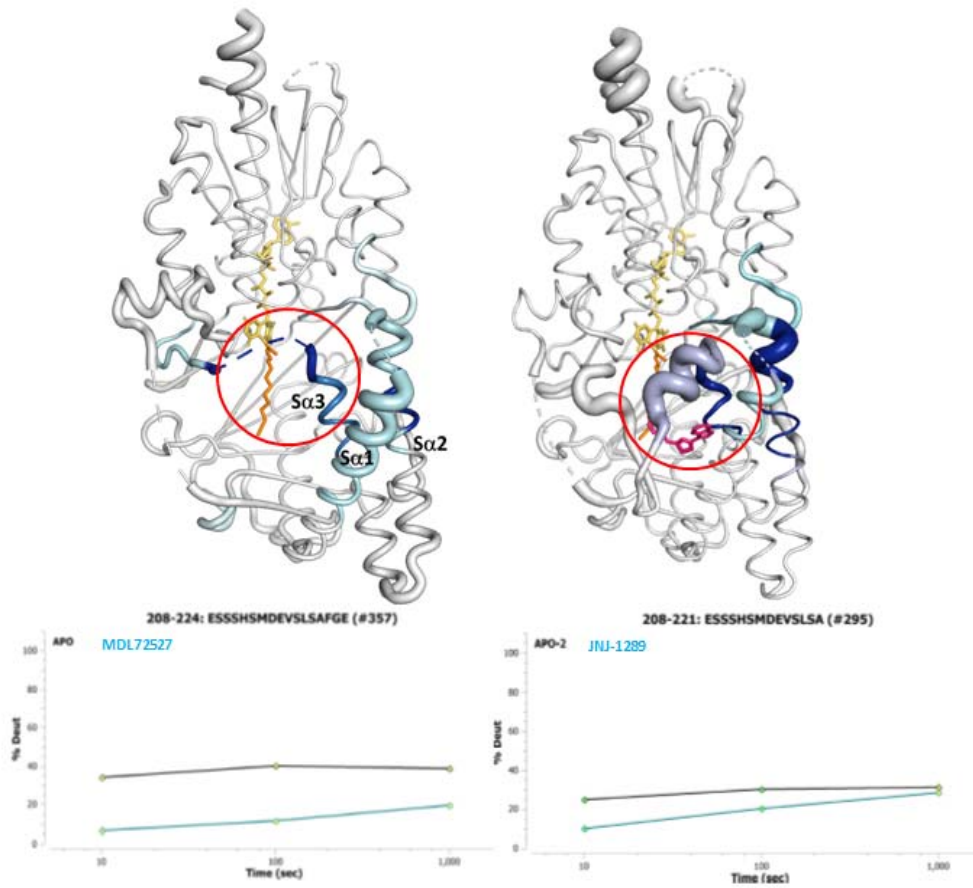 Sα3
Sα1
Sα2
208-224: ESSSHSMDEVSLSAFGE (#357)
APO MDL72527
100
80
60
40
20
0
% Deut
10 100 1,000
Time (sec)
208-221: ESSSHSMDEVSLSA (#295)
APO-2 JNJ-1289
100
80
60
40
20
0
% Deut
10 100 1,000
Time (sec)